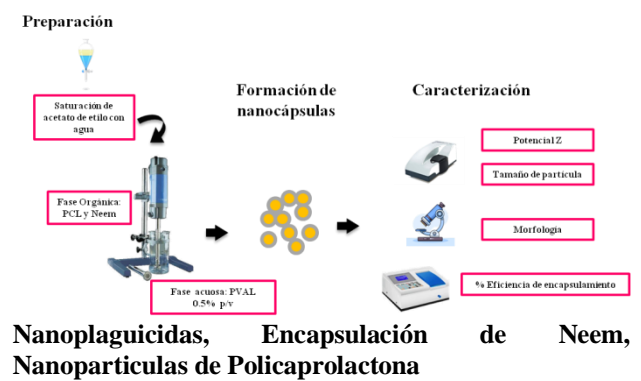 Preparación
Saturación de
acetato de etilo con
agua
Fase Orgánica:
PCL y Neem
Fase acuosa: PVAL
0.5% p/v
Formación de
nanocápsulas
Caracterización
Potencial Z
Tamaño de partícula
Morfología
% Eficiencia de encapsulamiento
Nanoplaguicidas, Encapsulación de Neem,
Nanoparticulas de Policaprolactona